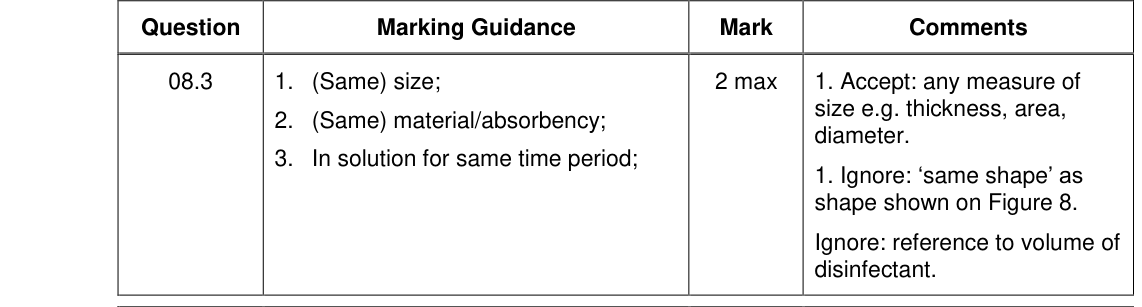 Question Marking Guidance Mark Comments
08.3
1. (Same) size;
2. (Same) material/absorbency;
3. In solution for same time period;
2 max
1. Accept: any measure of
size e.g. thickness, area,
diameter.
1. Ignore: ‘same shape’ as
shape shown on Figure 8.
Ignore: reference to volume of
disinfectant.